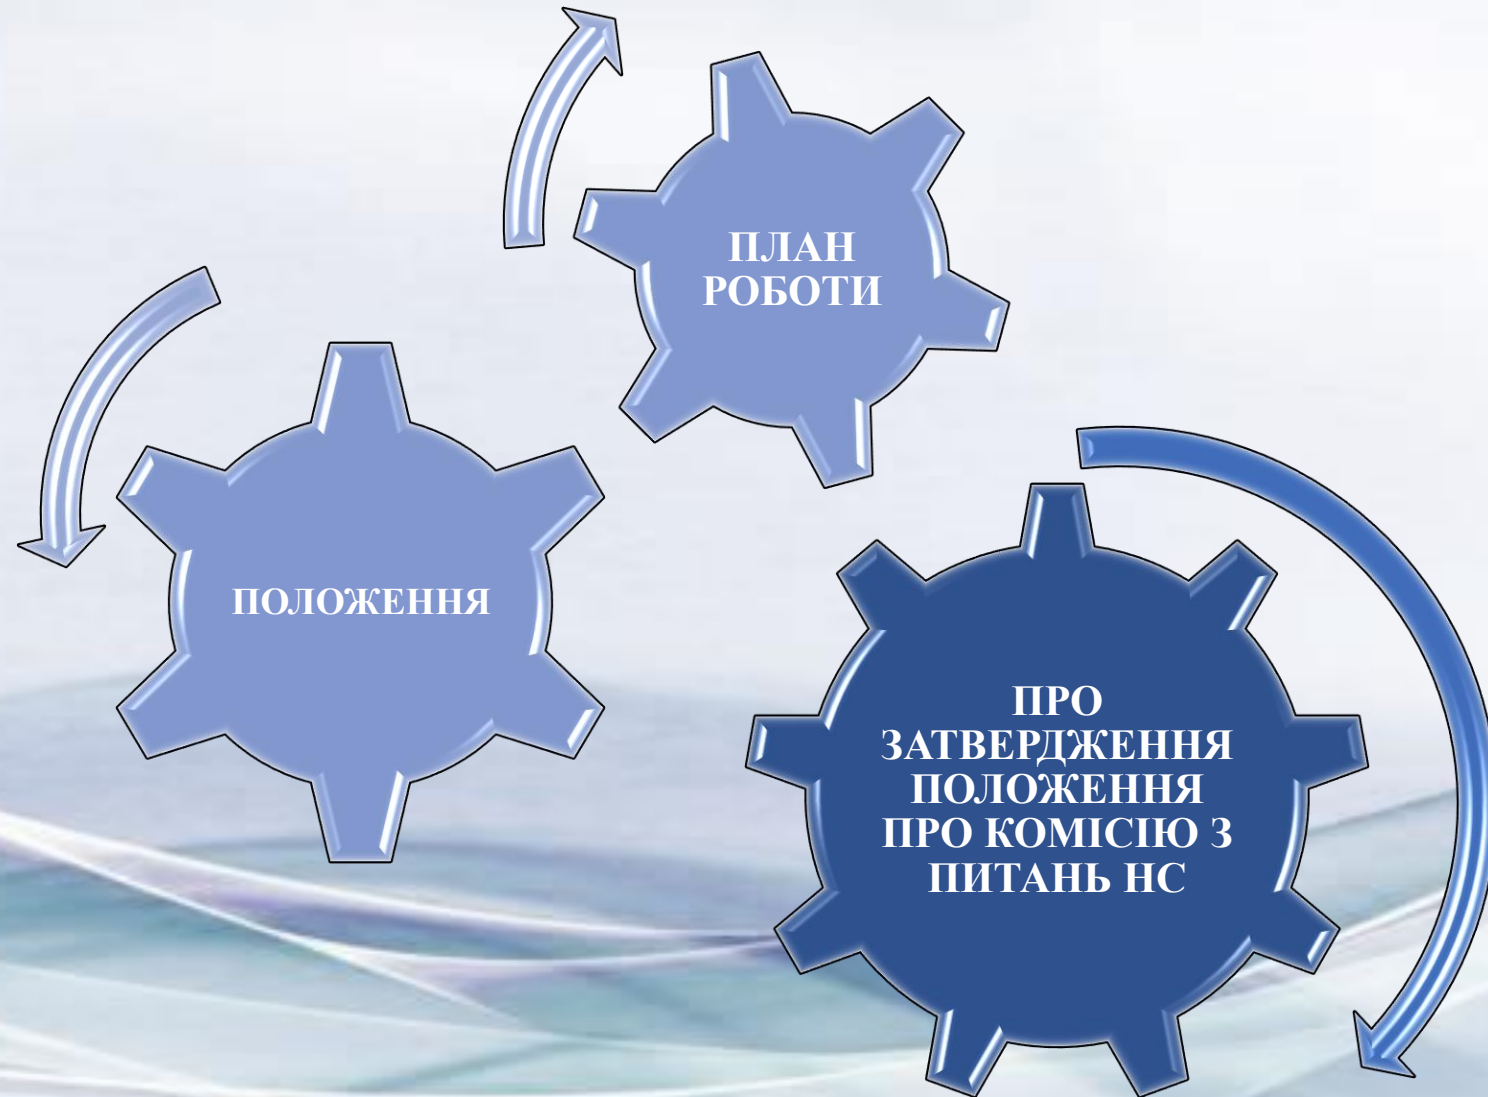 ПЛАН
РОБОТИ
ПОЛОЖЕННЯ
ПРО
ЗАТВЕРДЖЕННЯ
ПОЛОЖЕННЯ
ПРО КОМІСІЮ З
ПИТАНЬ НС